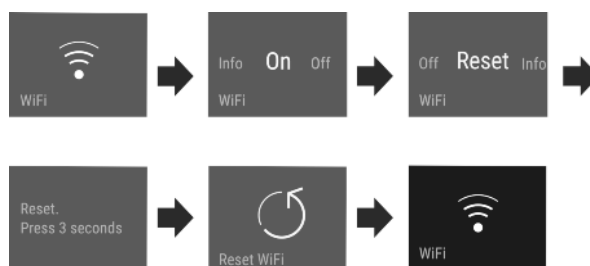 WiFi
Info On Off
WiFi
Off Reset Info
WiFi
Reset.
Press 3 seconds
Reset WiFi
WiFi